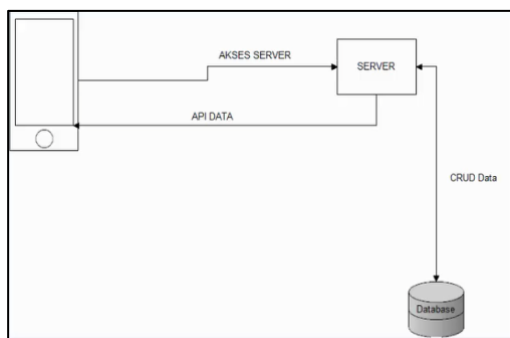 AKSES SERVER
SERVER
API DATA
CRUD Data
Database